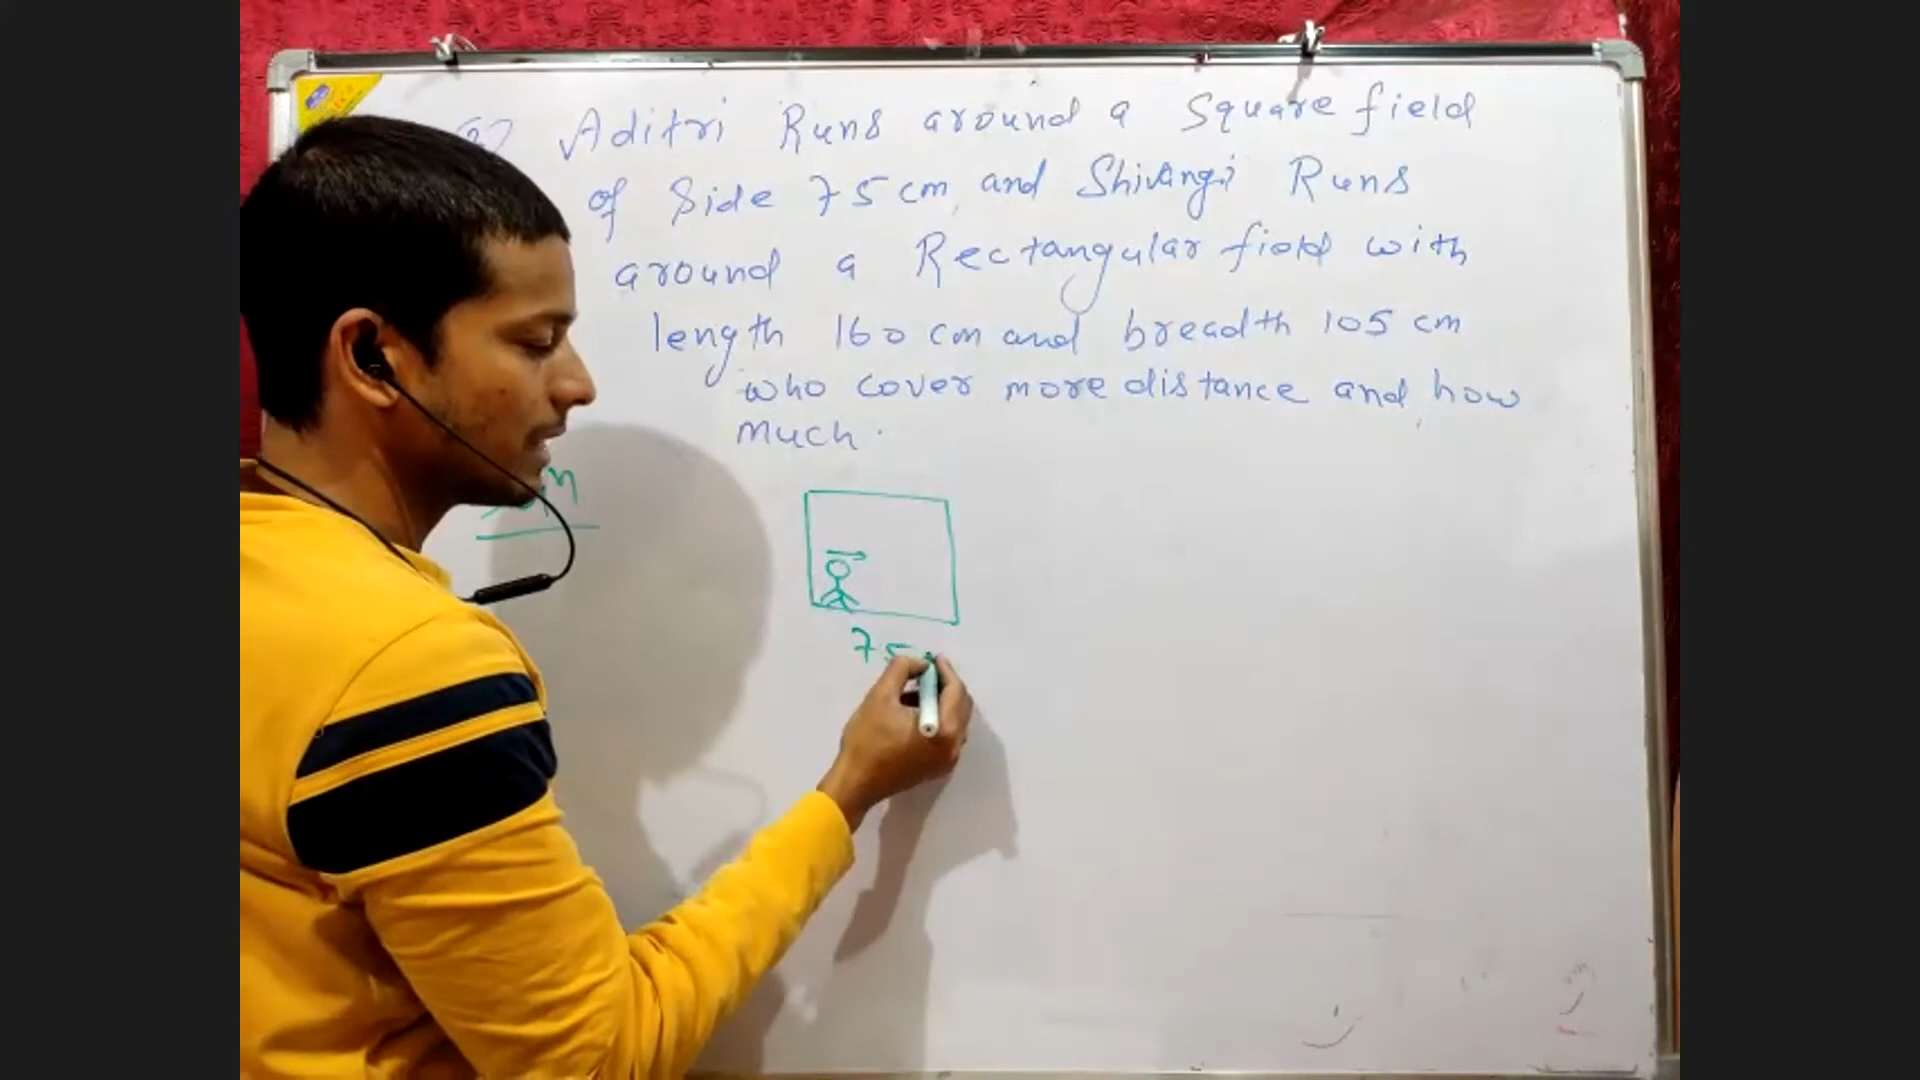 Aditri Runs around a Square field
of Side 75 cm, and Shivangi Runs
around a Rectangular field with
length 160 cm and breadth 105 cm
who cover more distance and how
much.
75